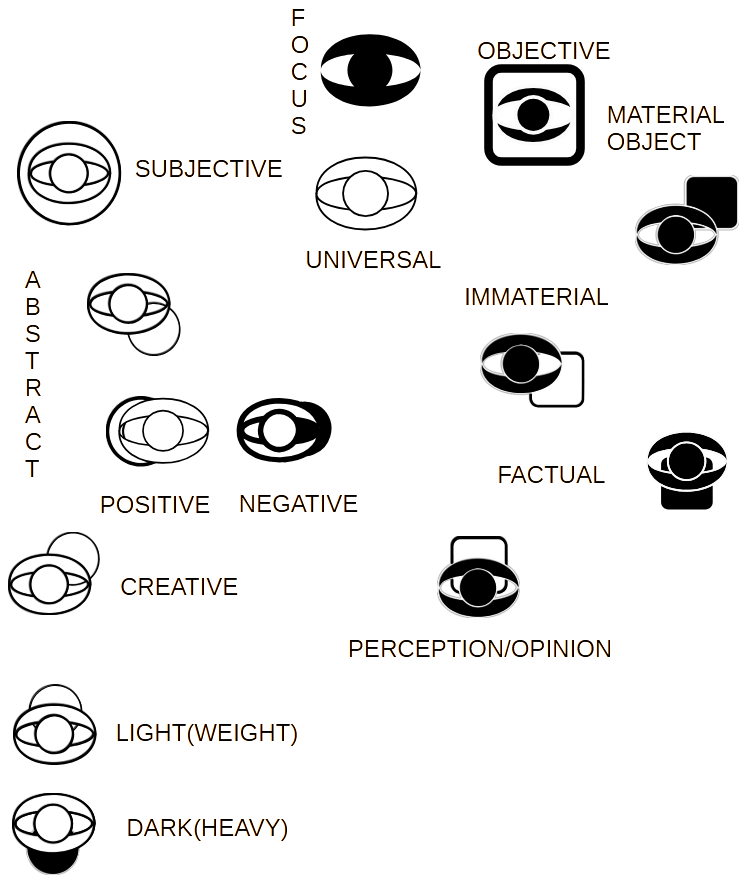 FOCUS
OBJECTIVE
MATERIAL
OBJECT
SUBJECTIVE
UNIVERSAL
ABSTRACT
IMMATERIAL
FACTUAL
POSITIVE
NEGATIVE
CREATIVE
PERCEPTION/OPINION
LIGHT(WEIGHT)
DARK(HEAVY)